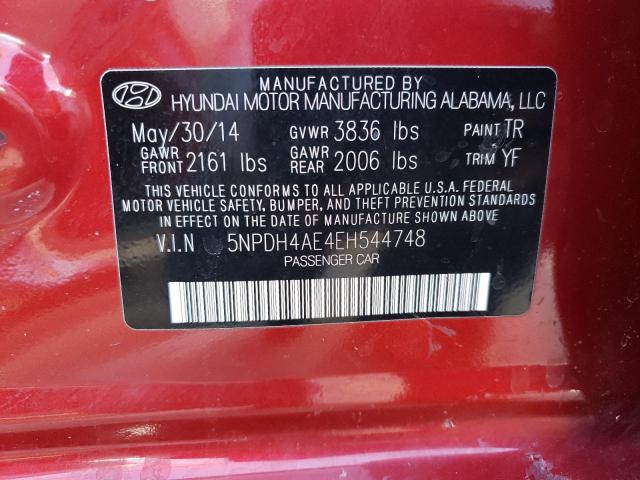 MANUFACTURED BY
HYUNDAI MOTOR MANUFACTURING ALABAMA, LLC
May/30/14 GVWR 3836 lbs PAINT TR
GAWR FRONT 2161 lbs GAWR REAR 2006 lbs TRIM YF
THIS VEHICLE CONFORMS TO ALL APPLICABLE U.S.A. FEDERAL
MOTOR VEHICLE SAFETY, BUMPER, AND THEFT PREVENTION STANDARDS
IN EFFECT ON THE DATE OF MANUFACTURE SHOWN ABOVE
V.I.N 5NPDH4AE4EH544748
PASSENGER CAR